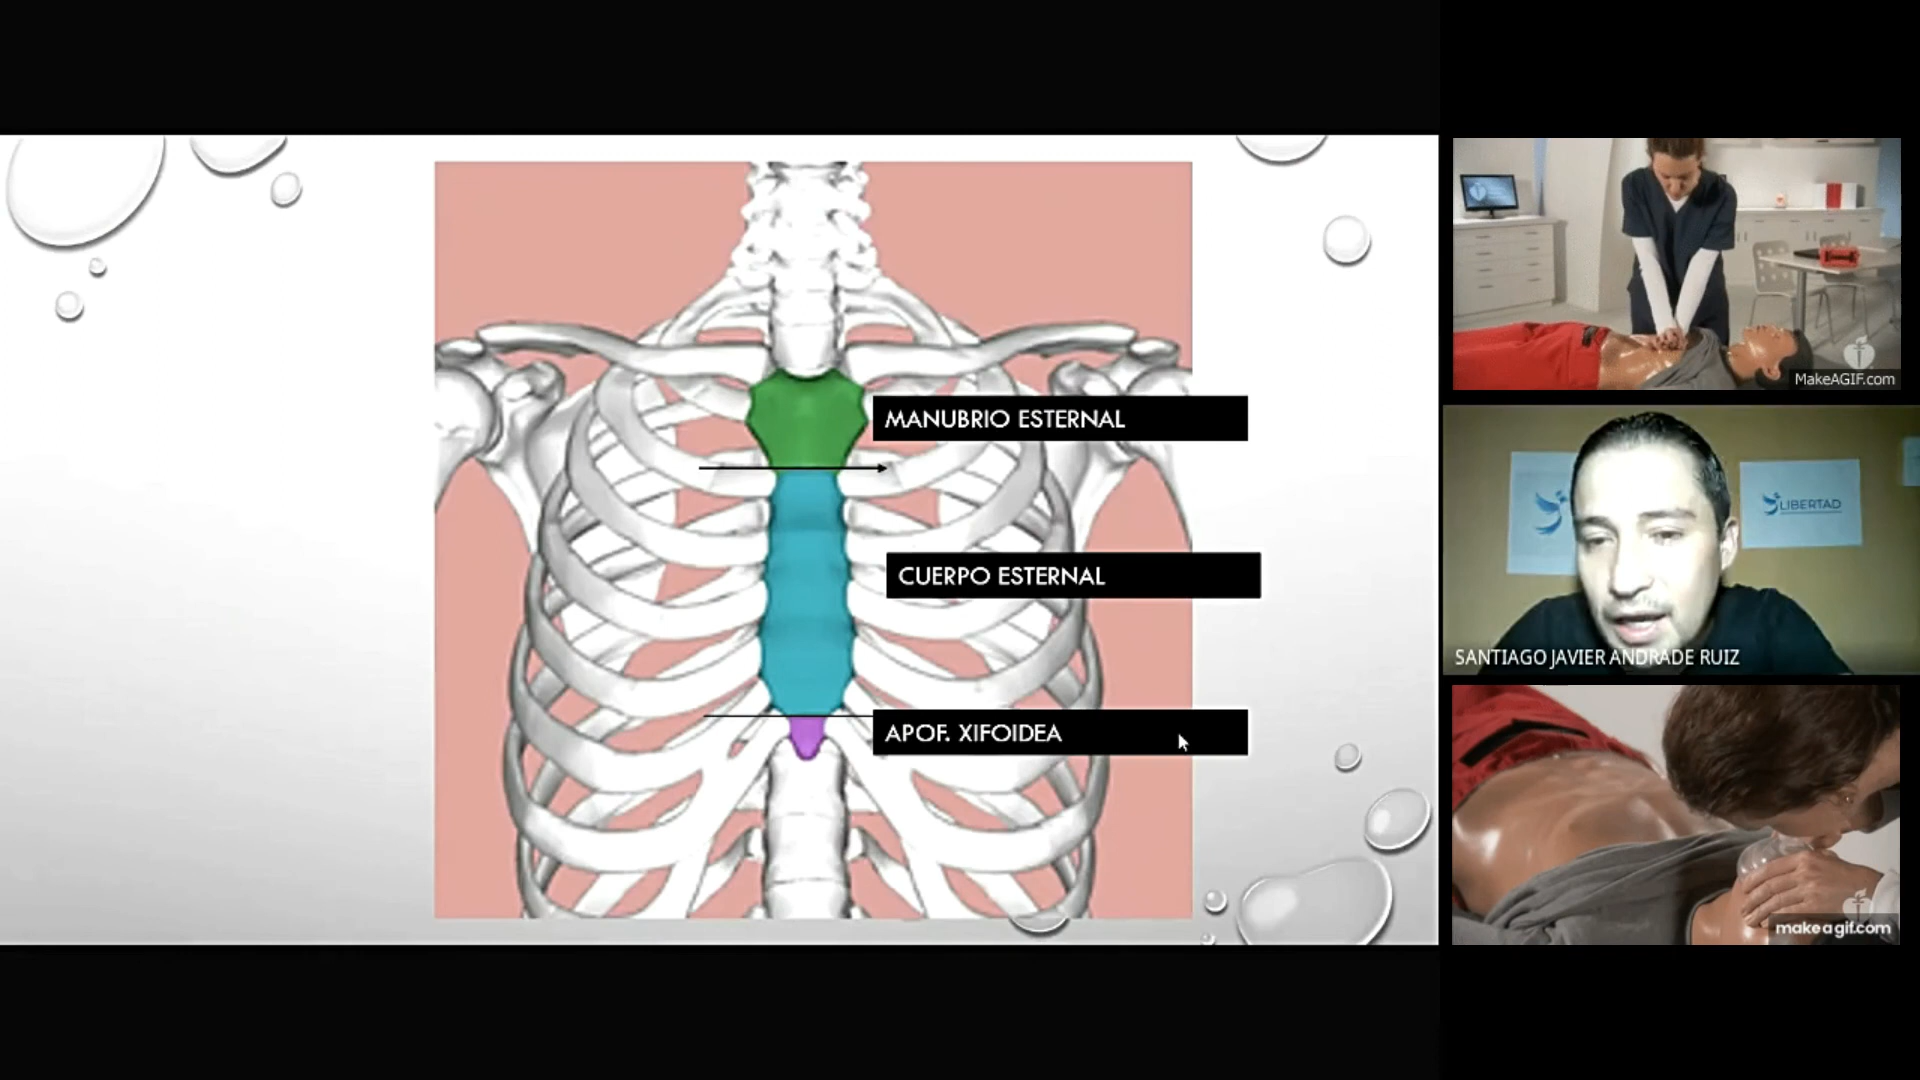 MANUBRIO ESTERNAL
CUERPO ESTERNAL
APOF. XIFOIDEA
MakeAGIF.com
LIBERTAD
SANTIAGO JAVIER ANDRADE RUIZ
makeagif.com